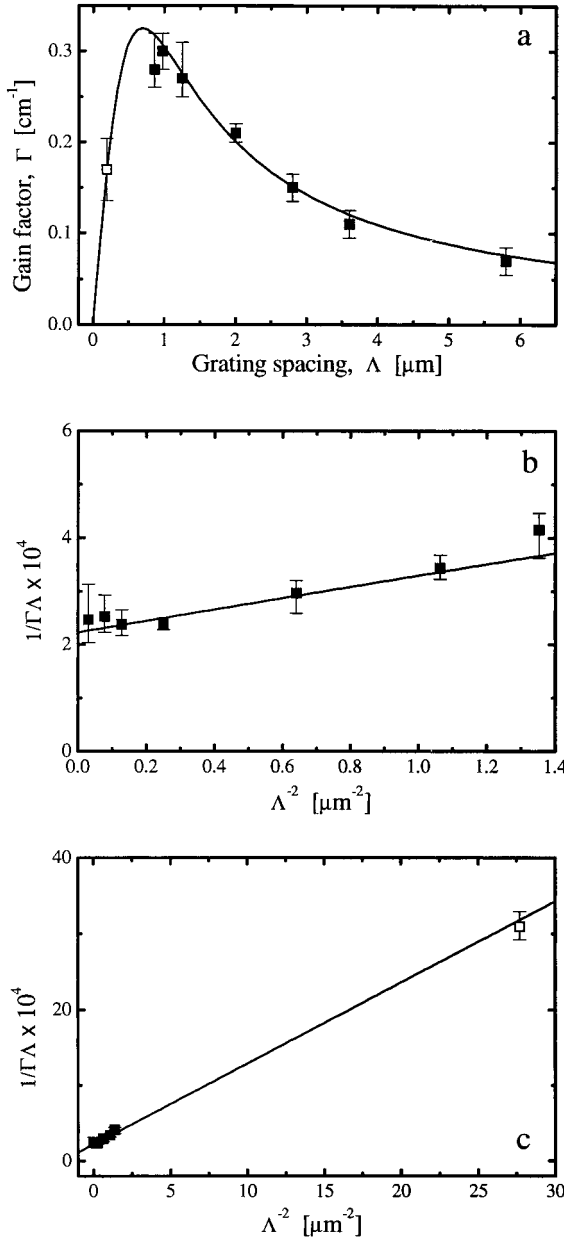 a
Gain factor, Γ [cm⁻¹]
0.3
0.2
0.1
0.0
0 1 2 3 4 5 6
Grating spacing, Λ [µm]
b
1/ΓΛ x 10⁴
6
4
2
0
0.0 0.2 0.4 0.6 0.8 1.0 1.2 1.4
Λ⁻² [µm⁻²]
c
1/ΓΛ x 10⁴
40
20
0
0 5 10 15 20 25 30
Λ⁻² [µm⁻²]